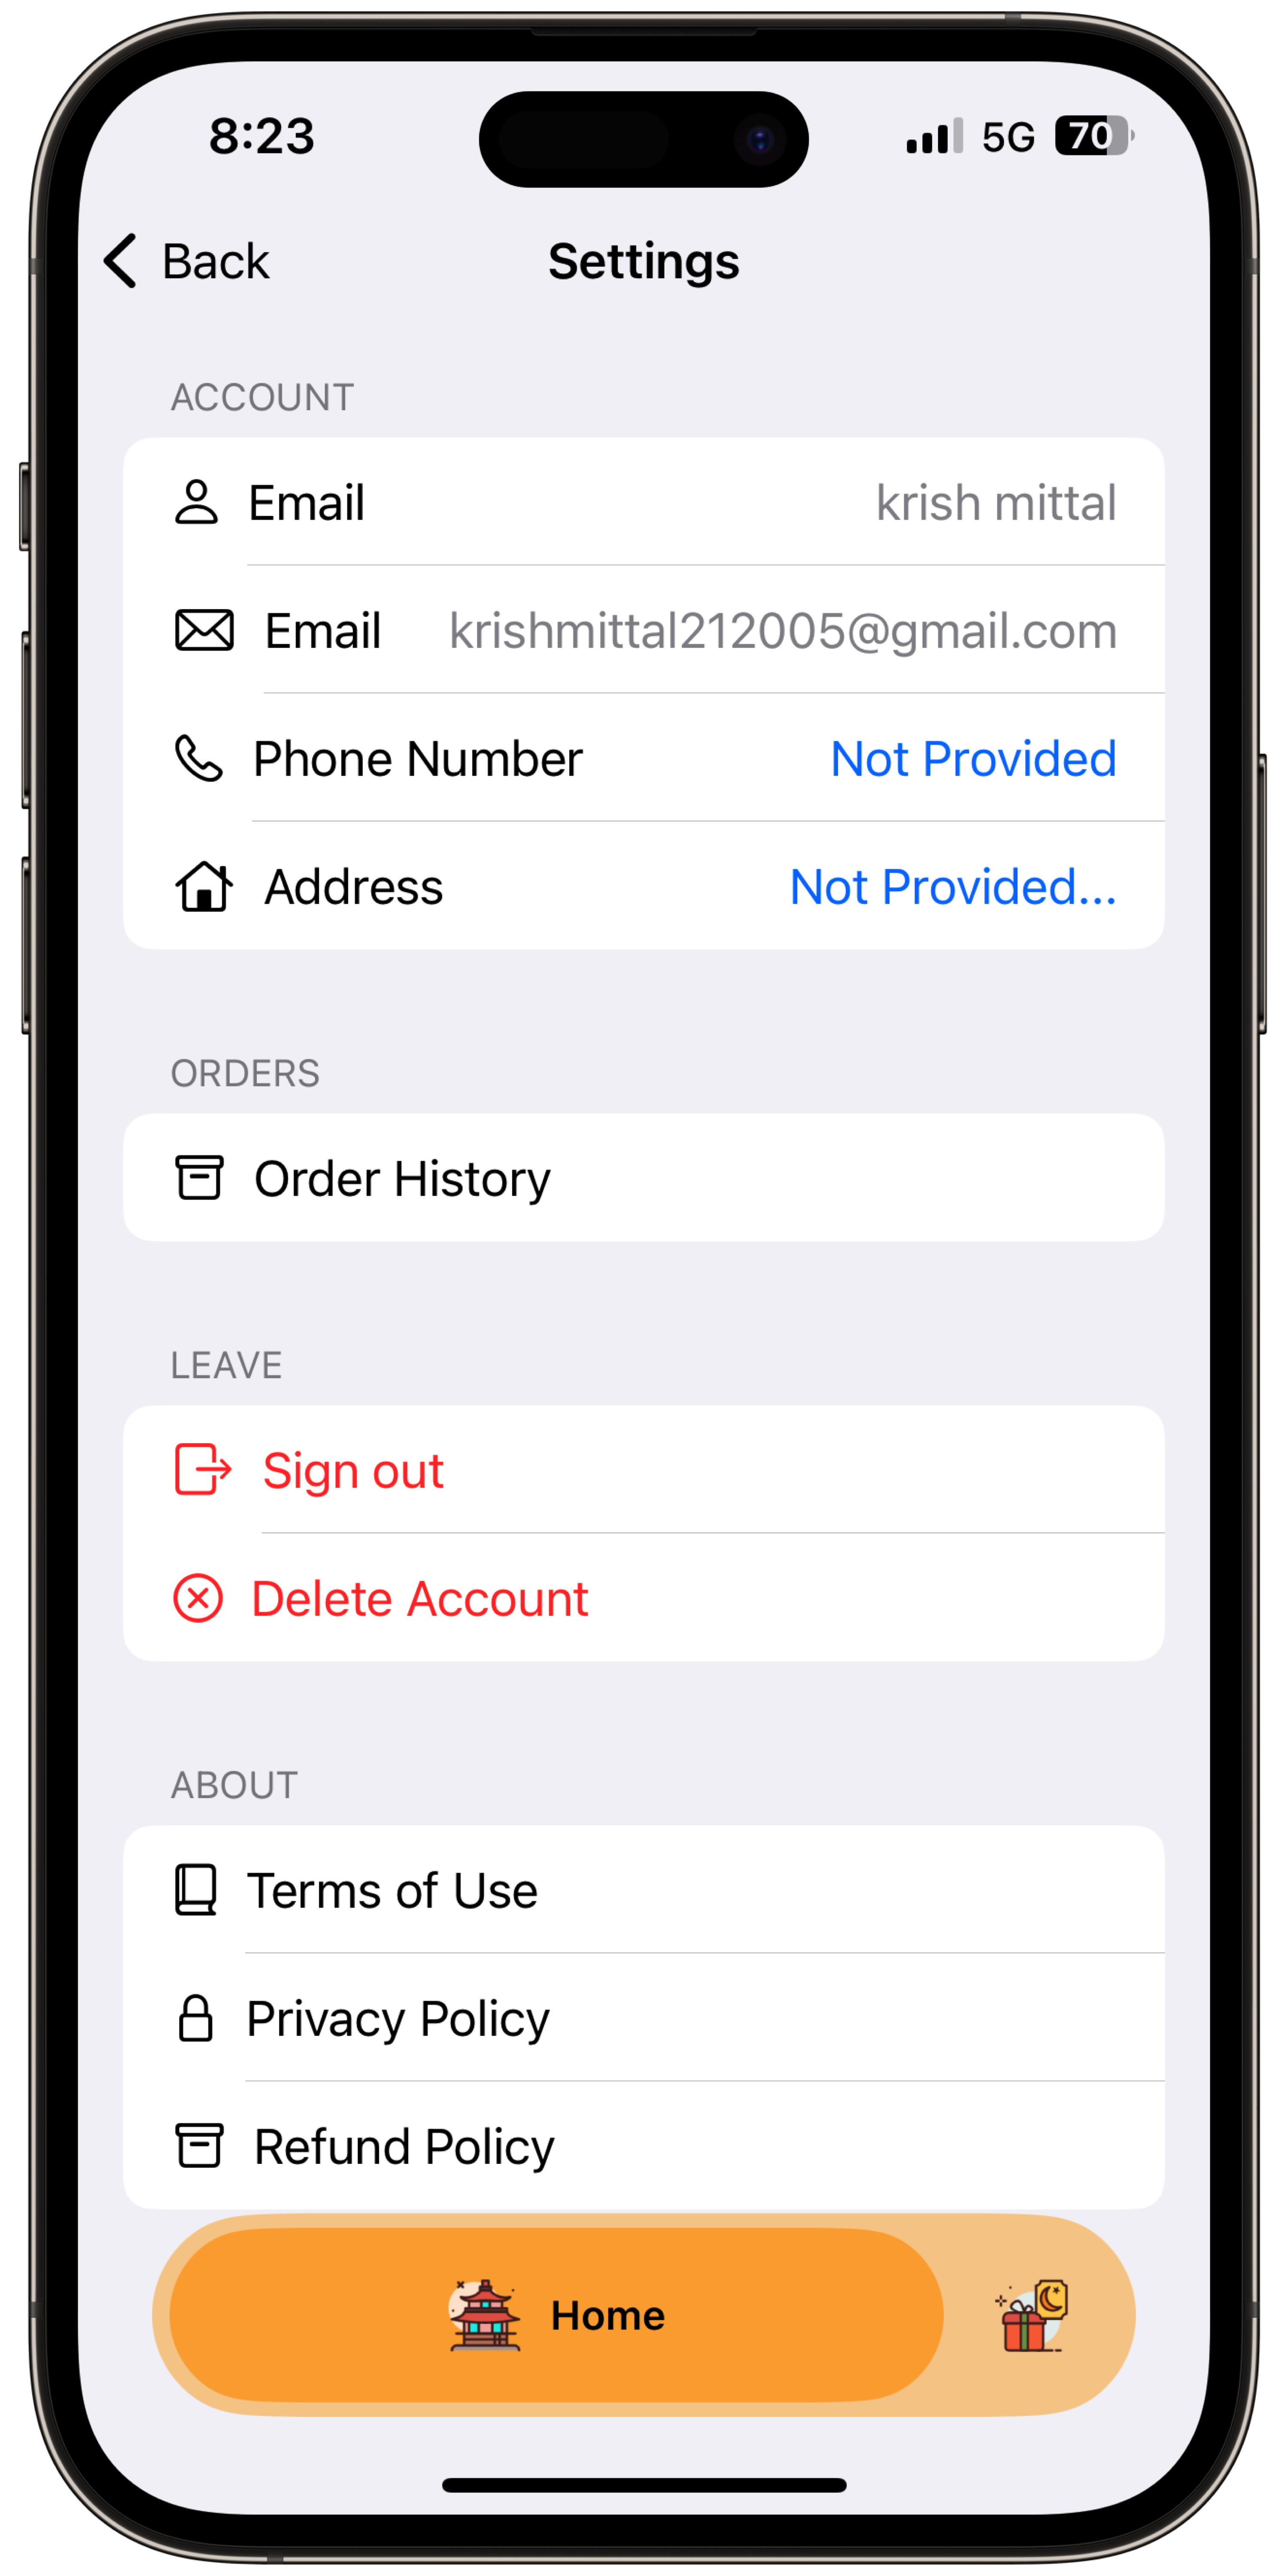 8:23 5G 70
Back Settings
ACCOUNT
Email krish mittal
Email krishmittal212005@gmail.com
Phone Number Not Provided
Address Not Provided...
ORDERS
Order History
LEAVE
Sign out
Delete Account
ABOUT
Terms of Use
Privacy Policy
Refund Policy
Home